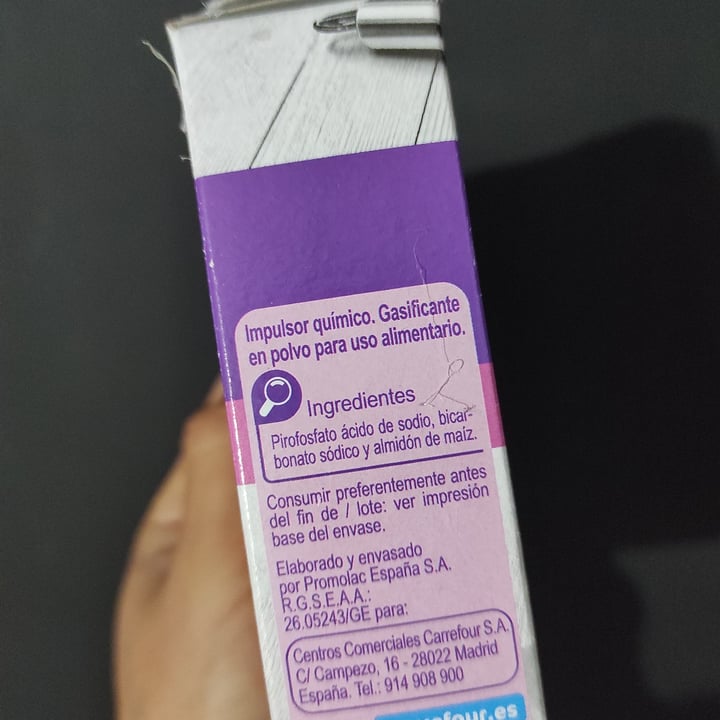 Impulsor químico. Gasificante
en polvo para uso alimentario.
Ingredientes
Pirofosfato ácido de sodio, bicar-
bonato sódico y almidón de maíz.
Consumir preferentemente antes
del fin de / lote: ver impresión
base del envase.
Elaborado y envasado
por Promolac España S.A.
R.G.S.E.A.A.:
26.05243/GE para:
Centros Comerciales Carrefour S.A.
C/ Campezo, 16 - 28022 Madrid
España. Tel.: 914 908 900